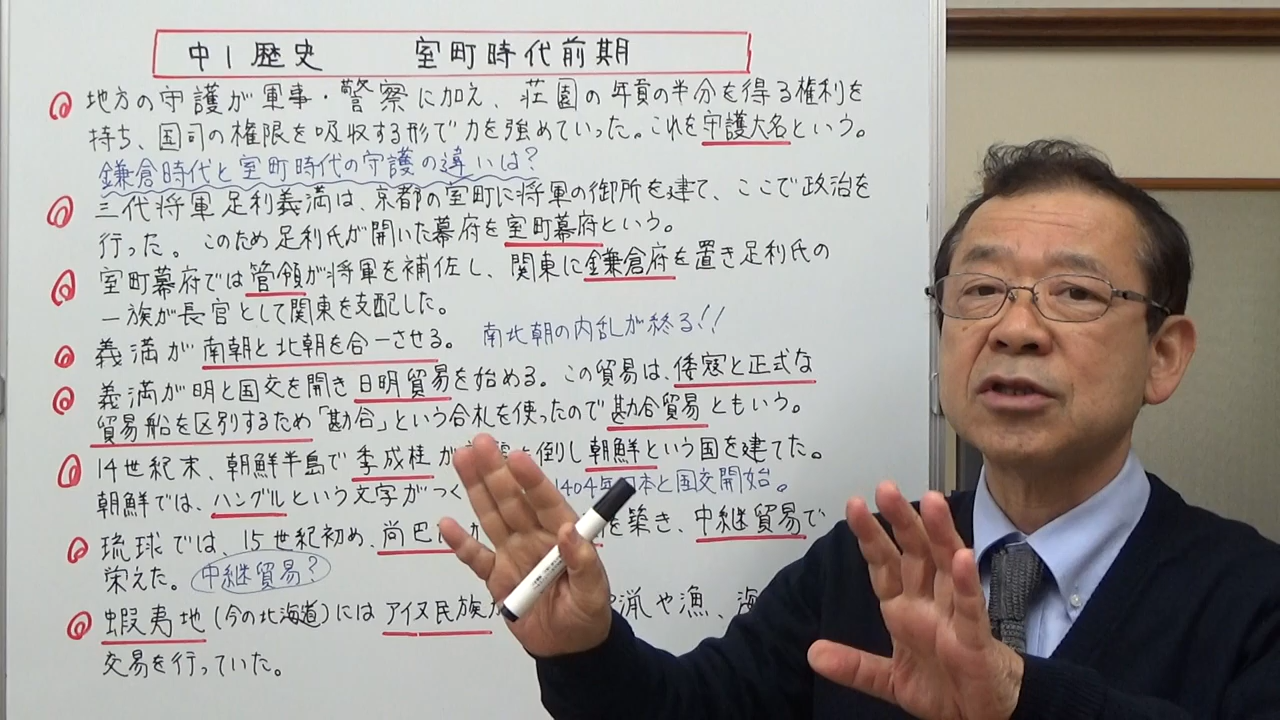 中1歴史　室町時代前期
地方の守護が軍事・警察に加え、荘園の年貢の半分を得る権利を
持ち、国司の権限を吸収する形で力を強めていった。これを守護大名という。
鎌倉時代と室町時代の守護の違いは？
三代将軍足利義満は、京都の室町に将軍の御所を建て、ここで政治を
行った。このため足利氏が開いた幕府を室町幕府という。
室町幕府では管領が将軍を補佐し、関東に鎌倉府を置き足利氏の
一族が長官として関東を支配した。
義満が南朝と北朝を合一させる。 南北朝の内乱が終る!!
義満が明と国交を開き日明貿易を始める。この貿易は、倭寇と正式な
貿易船を区別するため「勘合」という合札を使ったので勘合貿易ともいう。
14世紀末、朝鮮半島で李成桂が を倒し朝鮮という国を建てた。
朝鮮では、ハングルという文字がつく 1404年日本と国交開始。
琉球では、15世紀初め、尚巴 を築き、中継貿易で
栄えた。 中継貿易？
蝦夷地(今の北海道)には アイヌ民族が 猟や漁、海
交易を行っていた。